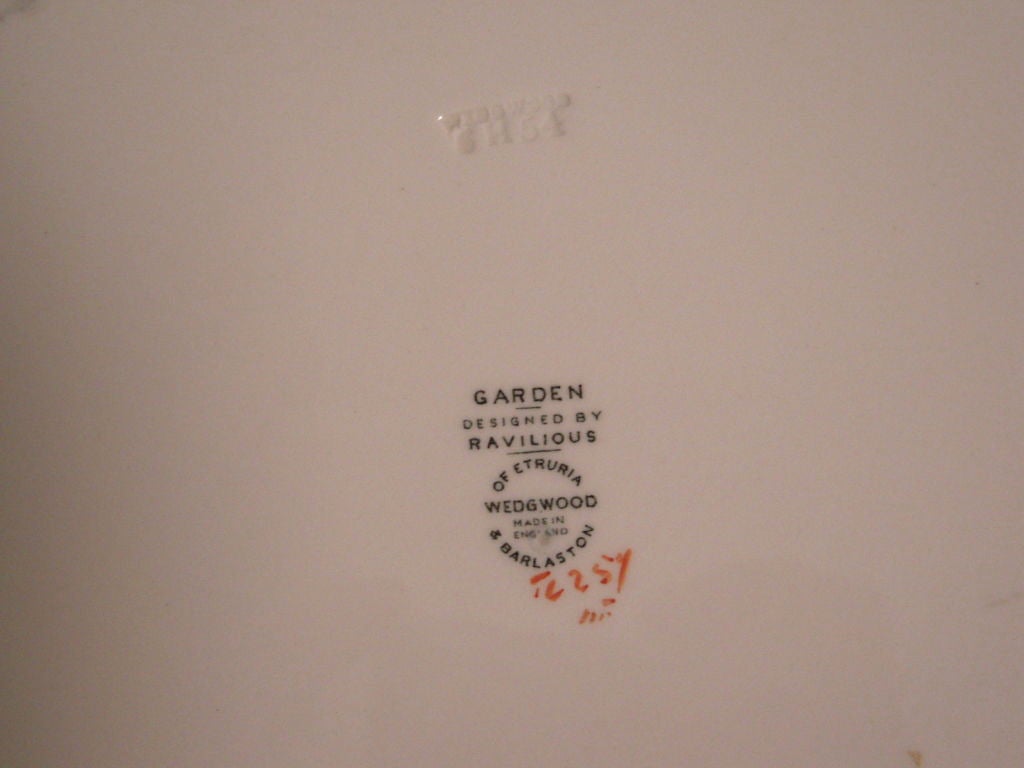 GARDEN
DESIGNED BY
RAVILIOUS
OF ETRURIA
WEDGWOOD
MADE IN
ENGLAND
& BARLASTON